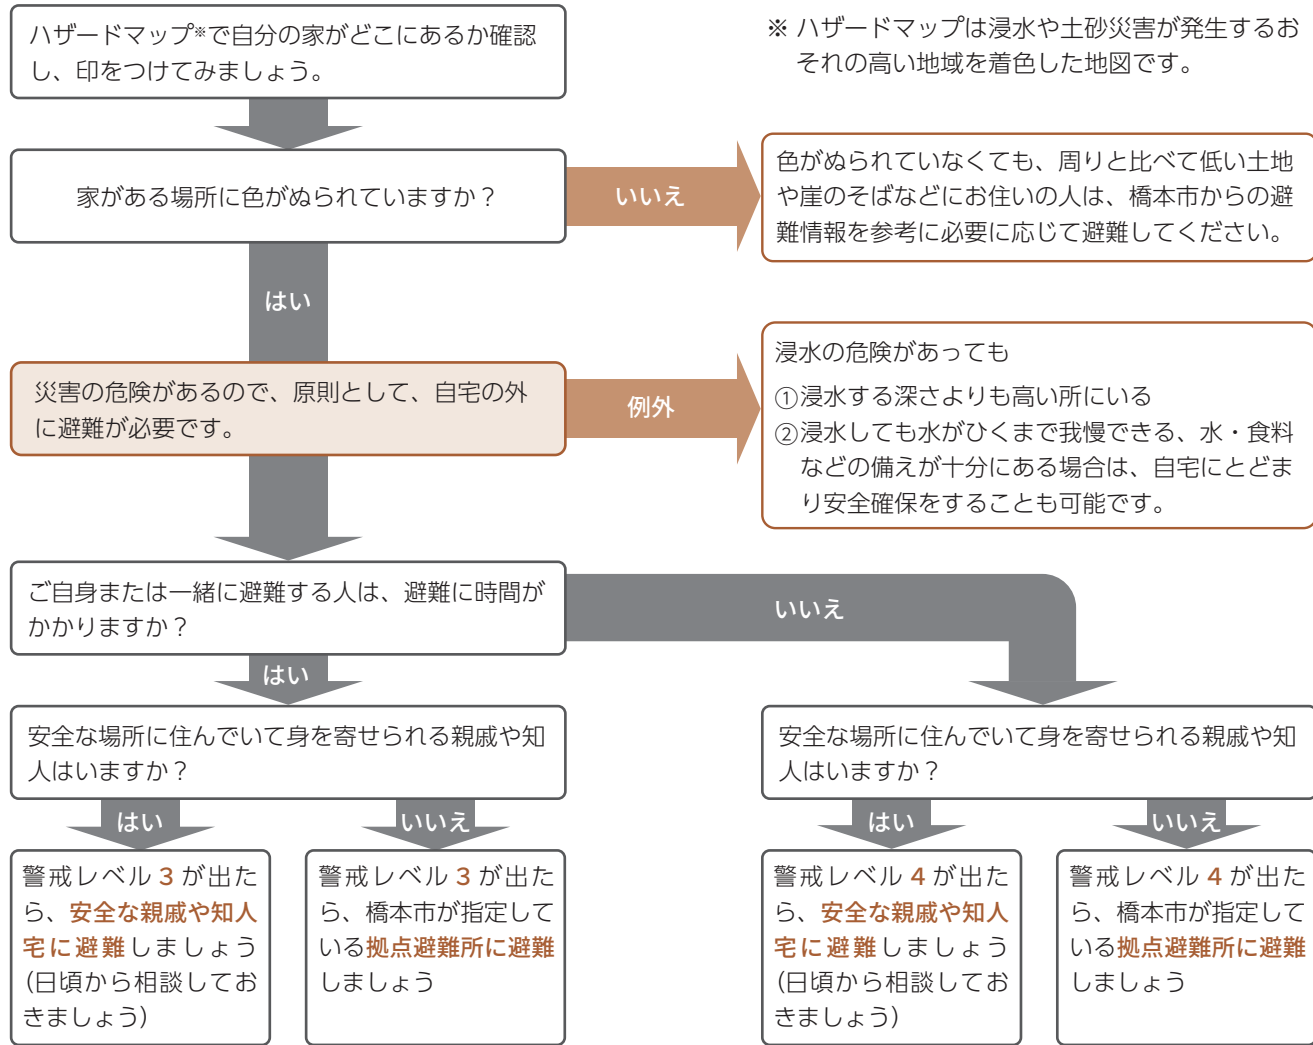 ハザードマップ※で自分の家がどこにあるか確認
し、印をつけてみましょう。
※ ハザードマップは浸水や土砂災害が発生するお
それの高い地域を着色した地図です。
家がある場所に色がぬられていますか？
いいえ
色がぬられていなくても、周りと比べて低い土地
や崖のそばなどにお住いの人は、橋本市からの避
難情報を参考に必要に応じて避難してください。
はい
災害の危険があるので、原則として、自宅の外
に避難が必要です。
例外
浸水の危険があっても
①浸水する深さよりも高い所にいる
②浸水しても水がひくまで我慢できる、水・食料
などの備えが十分にある場合は、自宅にとどま
り安全確保をすることも可能です。
ご自身または一緒に避難する人は、避難に時間が
かかりますか？
いいえ
はい
安全な場所に住んでいて身を寄せられる親戚や知
人はいますか？
はい
いいえ
警戒レベル 3 が出た
ら、安全な親戚や知人
宅に避難しましょう
(日頃から相談してお
きましょう)
警戒レベル 3 が出た
ら、橋本市が指定して
いる拠点避難所に避難
しましょう
安全な場所に住んでいて身を寄せられる親戚や知
人はいますか？
はい
いいえ
警戒レベル 4 が出た
ら、安全な親戚や知人
宅に避難しましょう
(日頃から相談してお
きましょう)
警戒レベル 4 が出た
ら、橋本市が指定して
いる拠点避難所に避難
しましょう